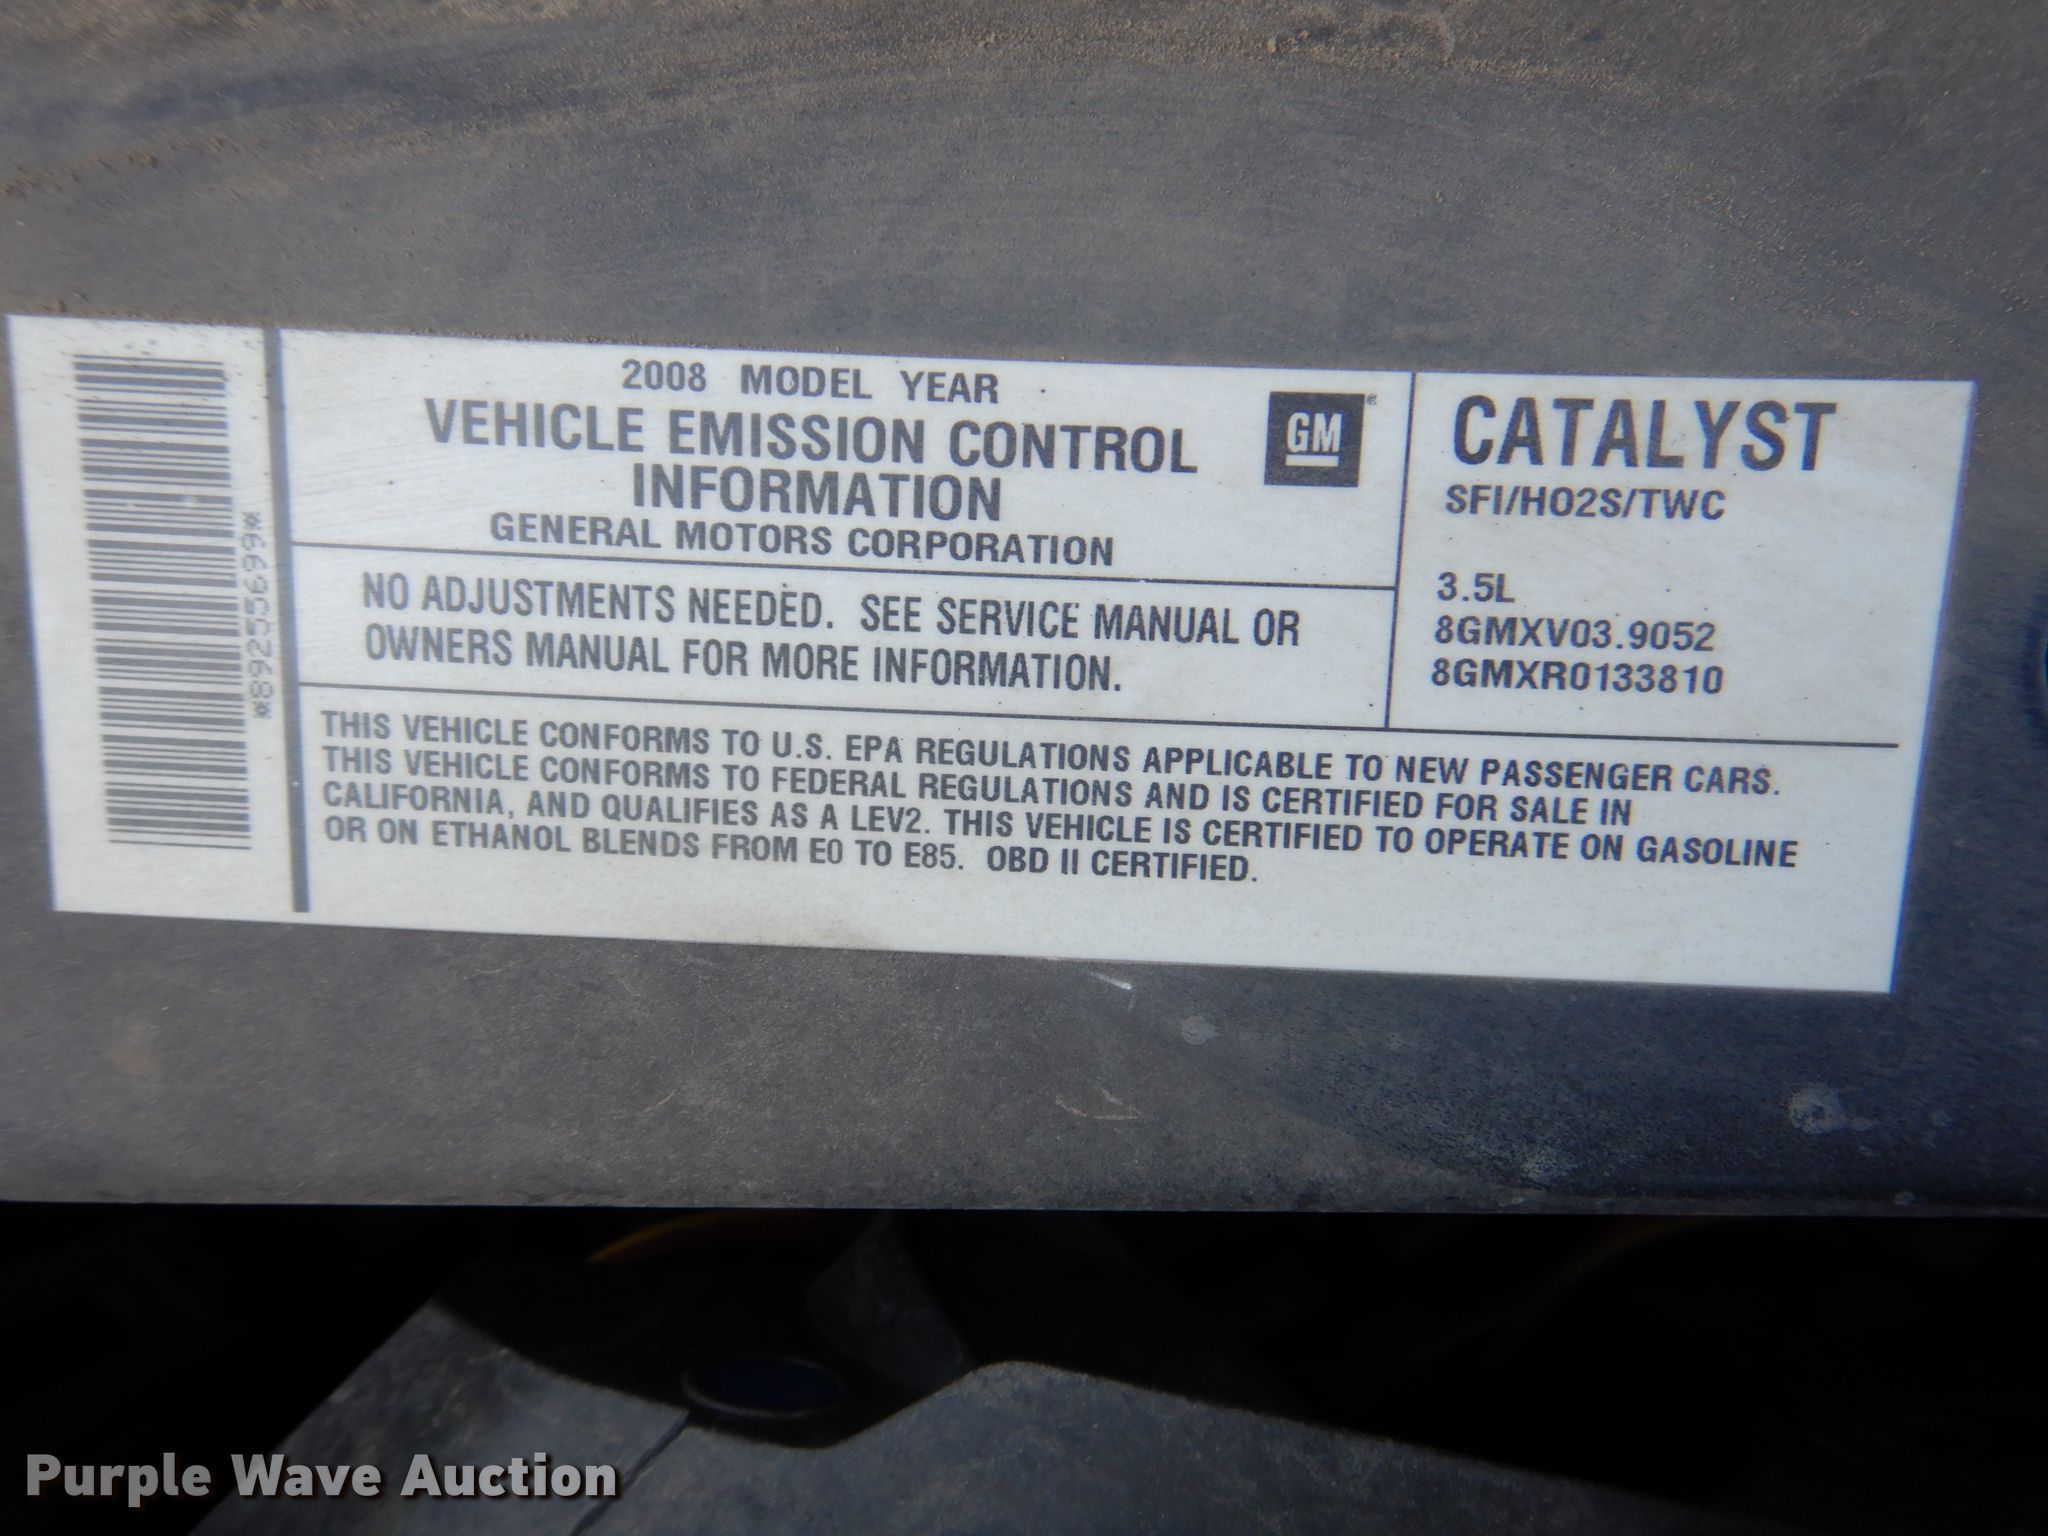 2008 MODEL YEAR
VEHICLE EMISSION CONTROL
INFORMATION
GENERAL MOTORS CORPORATION
GM®
NO ADJUSTMENTS NEEDED. SEE SERVICE MANUAL OR
OWNERS MANUAL FOR MORE INFORMATION.
CATALYST
SFI/HO2S/TWC
3.5L
8GMXV03.9052
8GMXR0133810
THIS VEHICLE CONFORMS TO U.S. EPA REGULATIONS APPLICABLE TO NEW PASSENGER CARS.
THIS VEHICLE CONFORMS TO FEDERAL REGULATIONS AND IS CERTIFIED FOR SALE IN
CALIFORNIA, AND QUALIFIES AS A LEV2. THIS VEHICLE IS CERTIFIED TO OPERATE ON GASOLINE
OR ON ETHANOL BLENDS FROM E0 TO E85. OBD II CERTIFIED.
*89255699*
Purple Wave Auction